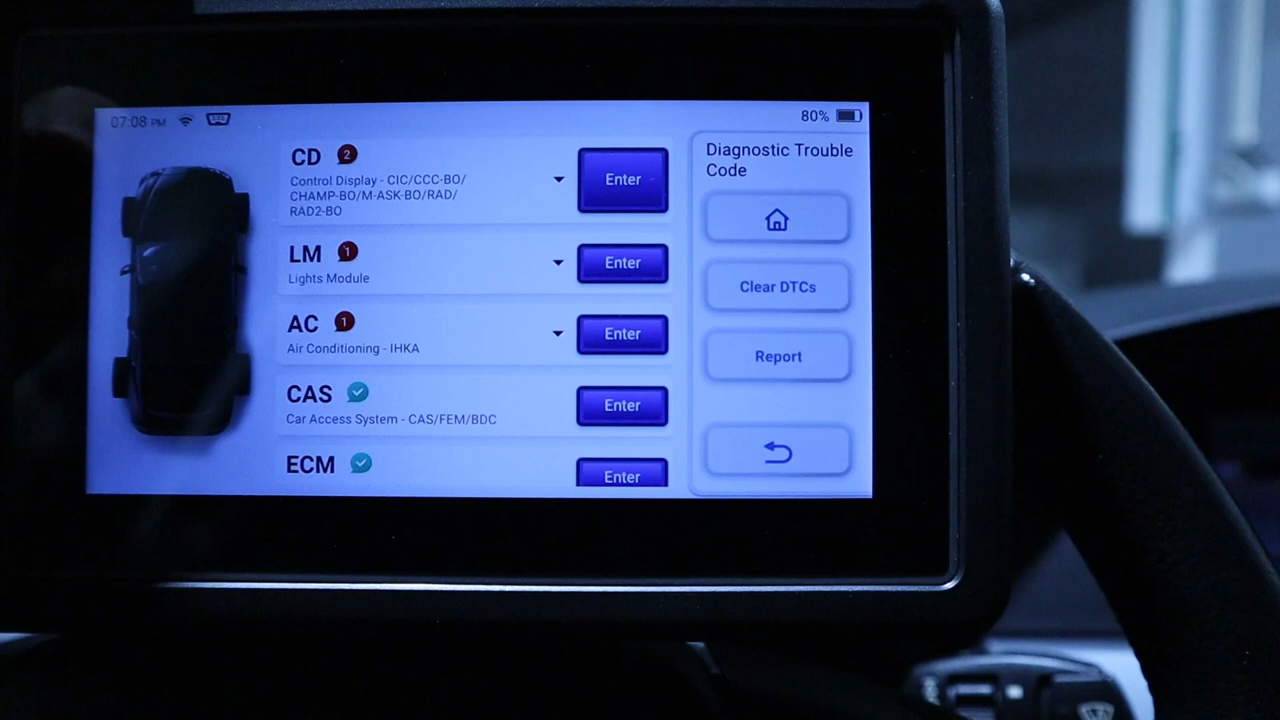 07:08 PM
80%
CD 2
Control Display - CIC/CCC-BO/
CHAMP-BO/M-ASK-BO/RAD/
RAD2-BO
Enter
LM 1
Lights Module
Enter
AC 1
Air Conditioning - IHKA
Enter
CAS
Car Access System - CAS/FEM/BDC
Enter
ECM
Enter
Diagnostic Trouble
Code
Clear DTCs
Report